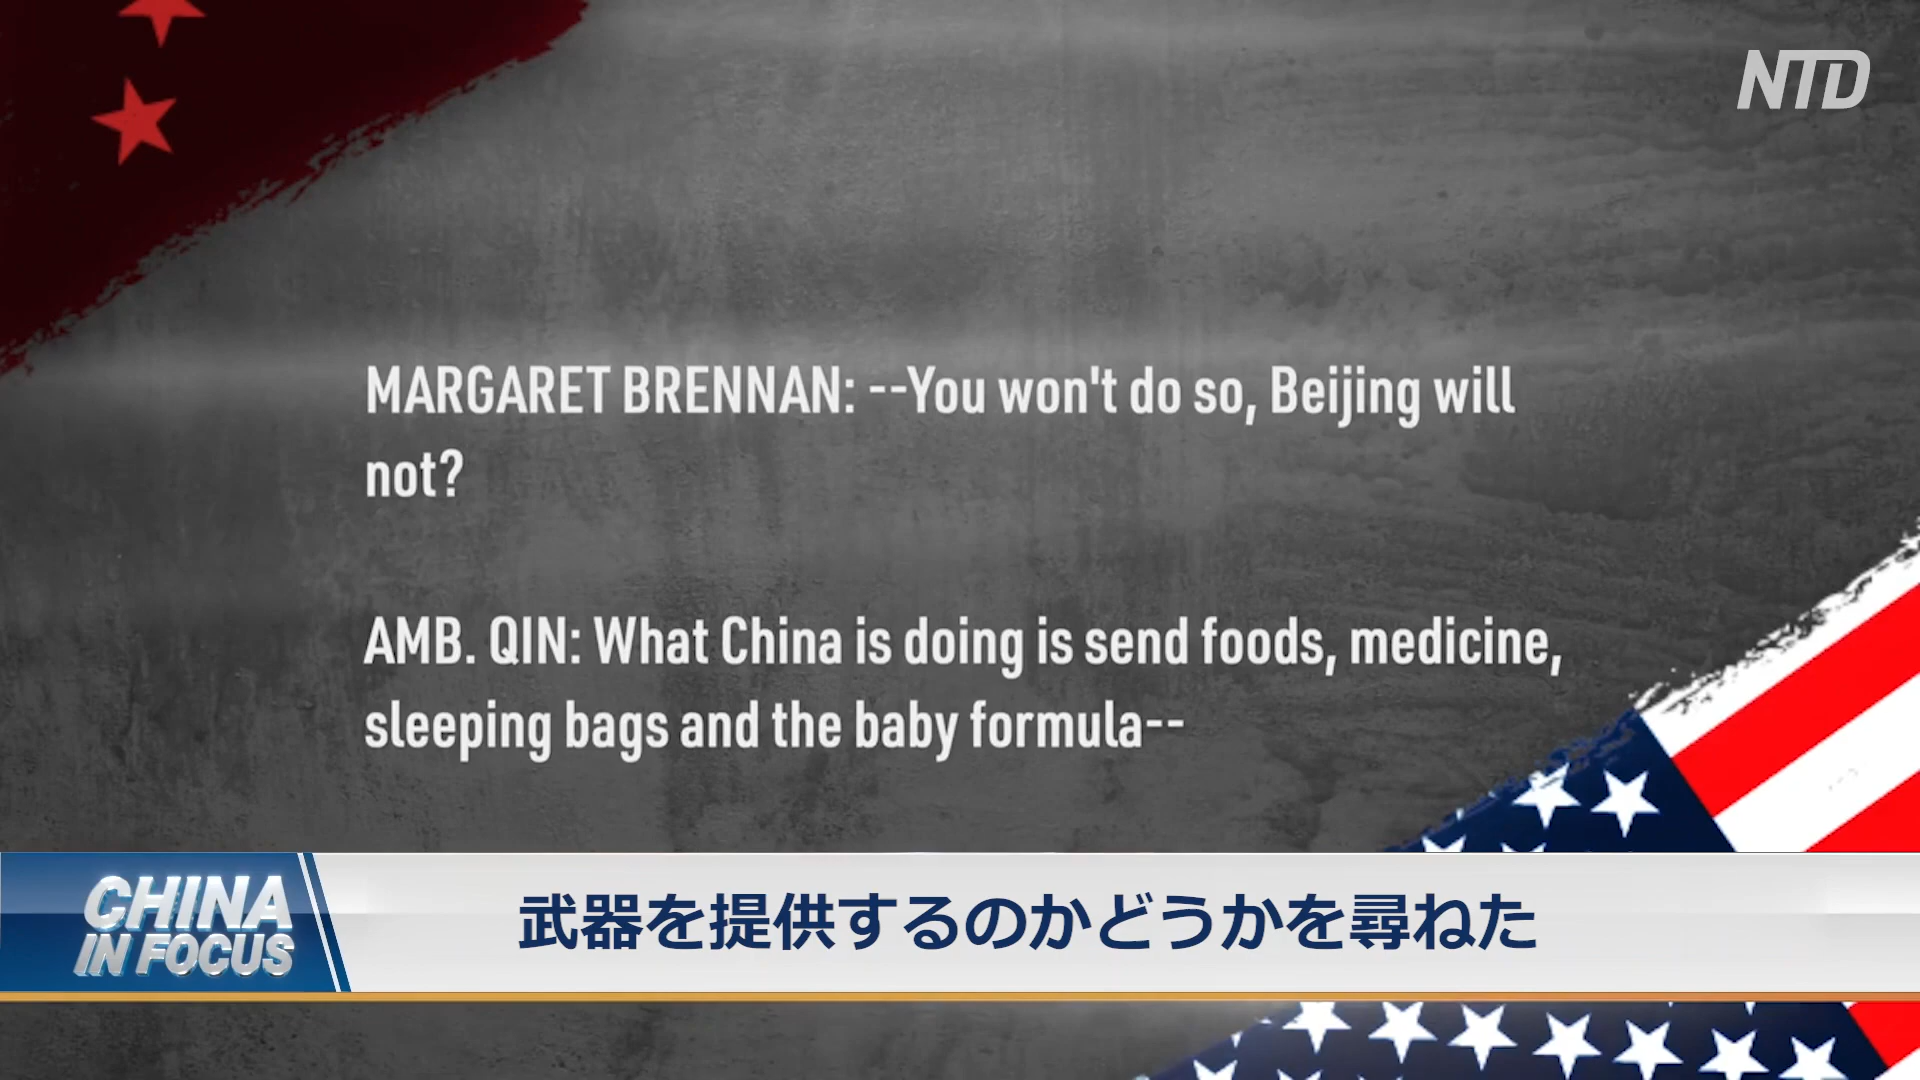 NTD
MARGARET BRENNAN: --You won't do so, Beijing will
not?
AMB. QIN: What China is doing is send foods, medicine,
sleeping bags and the baby formula--
CHINA
IN FOCUS
武器を提供するのかどうかを尋ねた